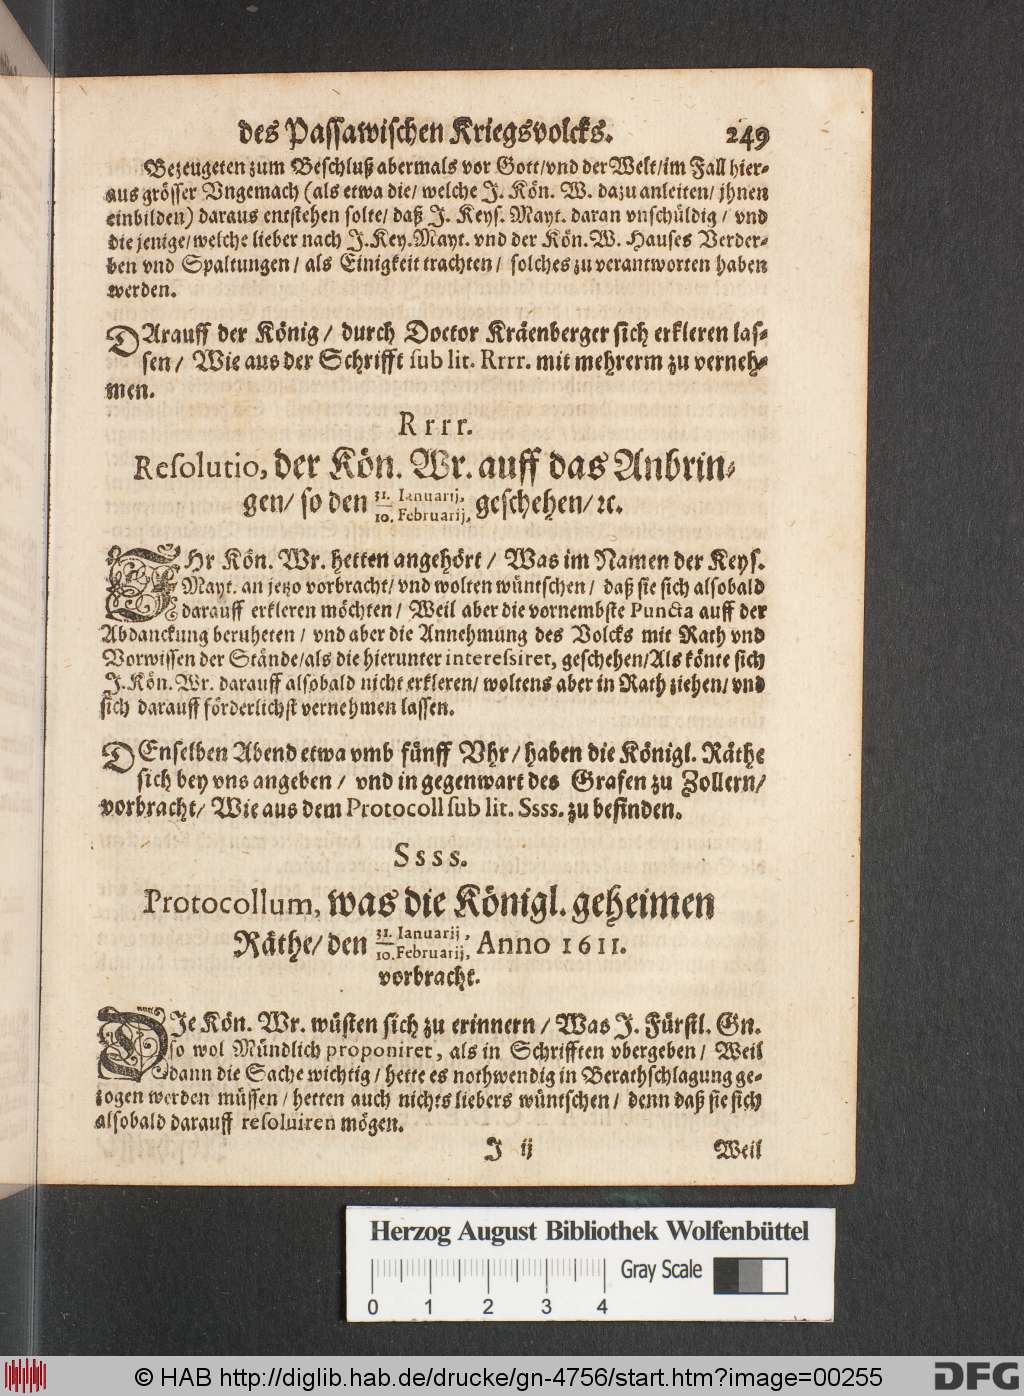 des Passawischen Kriegsvolcks. 249
Bezeugeten zum Beschluß abermals vor Gott/vnd der Welt/im Fall hier-
aus grösser Vngemach (als etwa die/ welche J. Kön. W. dazu anleiten/ jhnen
einbilden) daraus entstehen solte/ daß J. Keys. Mayt. daran vnschüldig / vnd
die jenige/welche lieber nach J.Key.Mayt. vnd der Kön.W. Hauses Verder-
ben vnd Spaltungen / als Einigkeit trachten / solches zu verantworten haben
werden.
DArauff der König / durch Doctor Kräenberger sich erkleren las-
sen / Wie aus der Schrifft sub lit. Rrrr. mit mehrerm zu verneh-
men.
Rrrr.
Resolutio, der Kön. Wr. auff das Anbrin-
gen/ so den 31. Ianuarij, / 10. Februarij, geschehen/ ꝛc.
IHr Kön. Wr. hetten angehört / Was im Namen der Keys.
Mayt. an jetzo vorbracht/ vnd wolten wüntschen / daß sie sich alsobald
darauff erkleren möchten / Weil aber die vornembste Puncta auff der
Abdanckung beruheten / vnd aber die Annehmung des Volcks mit Rath vnd
Vorwissen der Stände/als die hierunter interessiret, geschehen/Als könte sich
J.Kön.Wr. darauff alsobald nicht erkleren/ woltens aber in Rath ziehen/ vnd
sich darauff förderlichst vernehmen lassen.
DEnselben Abend etwa vmb fünff Vhr / haben die Königl. Räthe
sich bey vns angeben / vnd in gegenwart des Grafen zu Zollern/
vorbracht/ Wie aus dem Protocoll sub lit. Ssss. zu befinden.
Ssss.
Protocollum, was die Königl. geheimen
Räthe/ den 31. Ianuarij, / 10. Februarij, Anno 1611.
vorbracht.
DIe Kön. Wr. wüsten sich zu erinnern / Was J. Fürstl. Gn.
so wol Mündlich proponiret, als in Schrifften vbergeben / Weil
dann die Sache wichtig / hette es nothwendig in Berathschlagung ge-
zogen werden müssen / hetten auch nichts liebers wüntschen / denn daß sie sich
alsobald darauff resoluiren mögen.
J ij Weil
Herzog August Bibliothek Wolfenbüttel
Gray Scale
0 1 2 3 4
© HAB http://diglib.hab.de/drucke/gn-4756/start.htm?image=00255
DFG